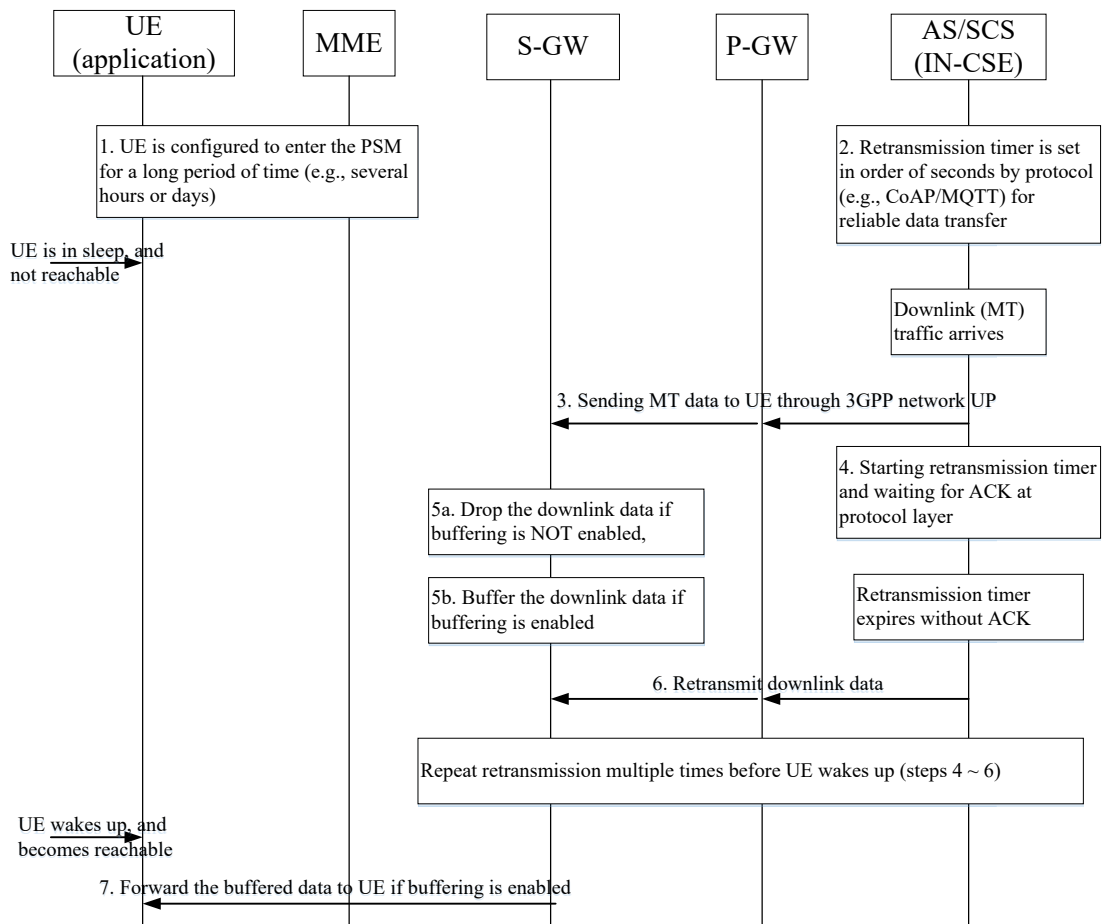 UE
(application)
MME
S-GW
P-GW
AS/SCS
(IN-CSE)
1. UE is configured to enter the PSM
for a long period of time (e.g., several
hours or days)
2. Retransmission timer is set
in order of seconds by protocol
(e.g., CoAP/MQTT) for
reliable data transfer
UE is in sleep, and
not reachable
Downlink (MT)
traffic arrives
3. Sending MT data to UE through 3GPP network UP
4. Starting retransmission timer
and waiting for ACK at
protocol layer
5a. Drop the downlink data if
buffering is NOT enabled,
5b. Buffer the downlink data if
buffering is enabled
Retransmission timer
expires without ACK
6. Retransmit downlink data
Repeat retransmission multiple times before UE wakes up (steps 4 ~ 6)
UE wakes up, and
becomes reachable
7. Forward the buffered data to UE if buffering is enabled